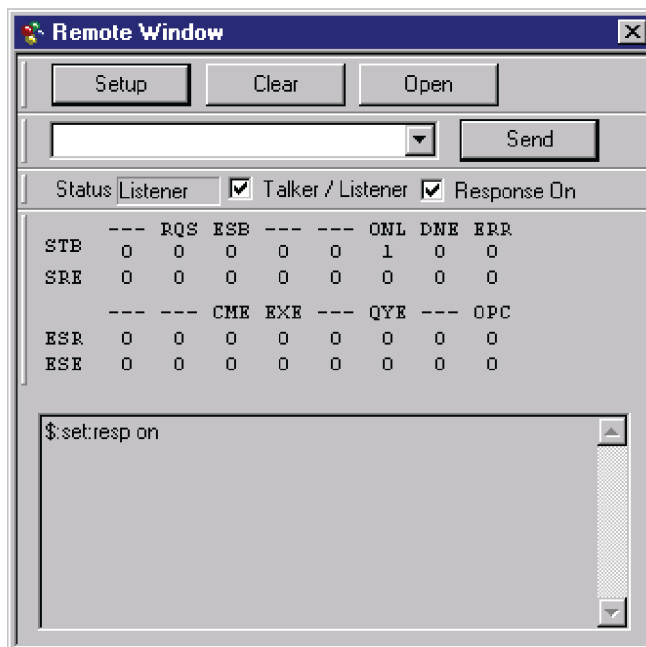 Remote Window
Setup Clear Open
Send
Status Listener Talker / Listener Response On
--- RQS ESB --- --- ONL DNE ERR
STB 0 0 0 0 0 1 0 0
SRE 0 0 0 0 0 0 0 0
--- --- CME EXE --- QYE --- OPC
ESR 0 0 0 0 0 0 0 0
ESE 0 0 0 0 0 0 0 0
$:set:resp on